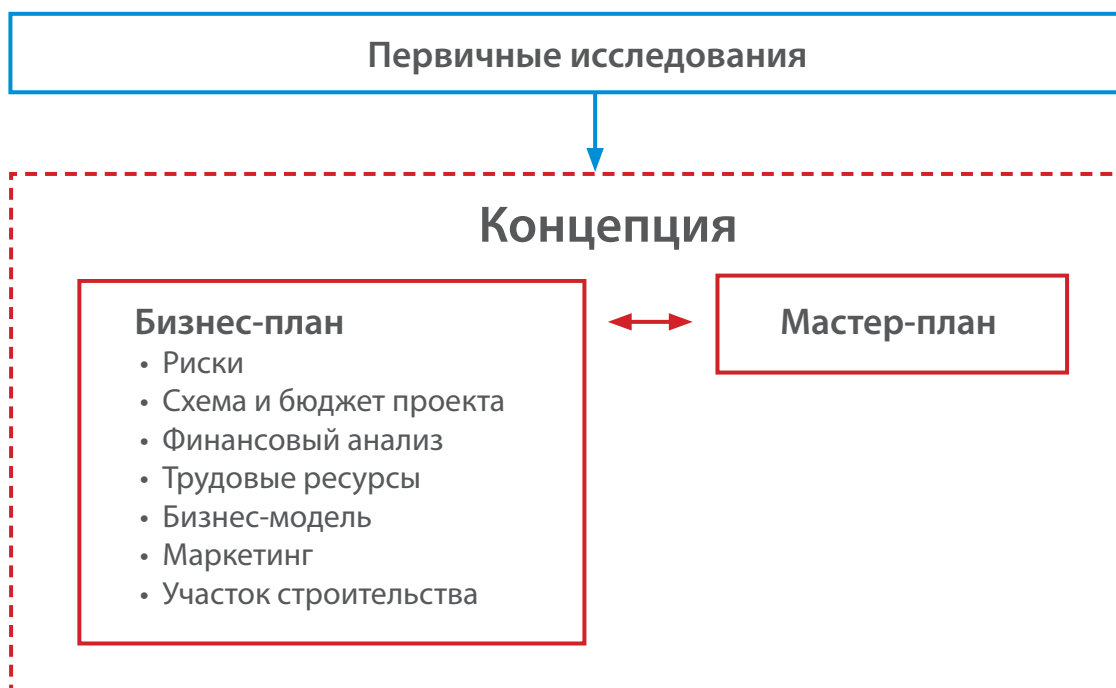 Первичные исследования
Концепция
Бизнес-план
• Риски
• Схема и бюджет проекта
• Финансовый анализ
• Трудовые ресурсы
• Бизнес-модель
• Маркетинг
• Участок строительства
Мастер-план